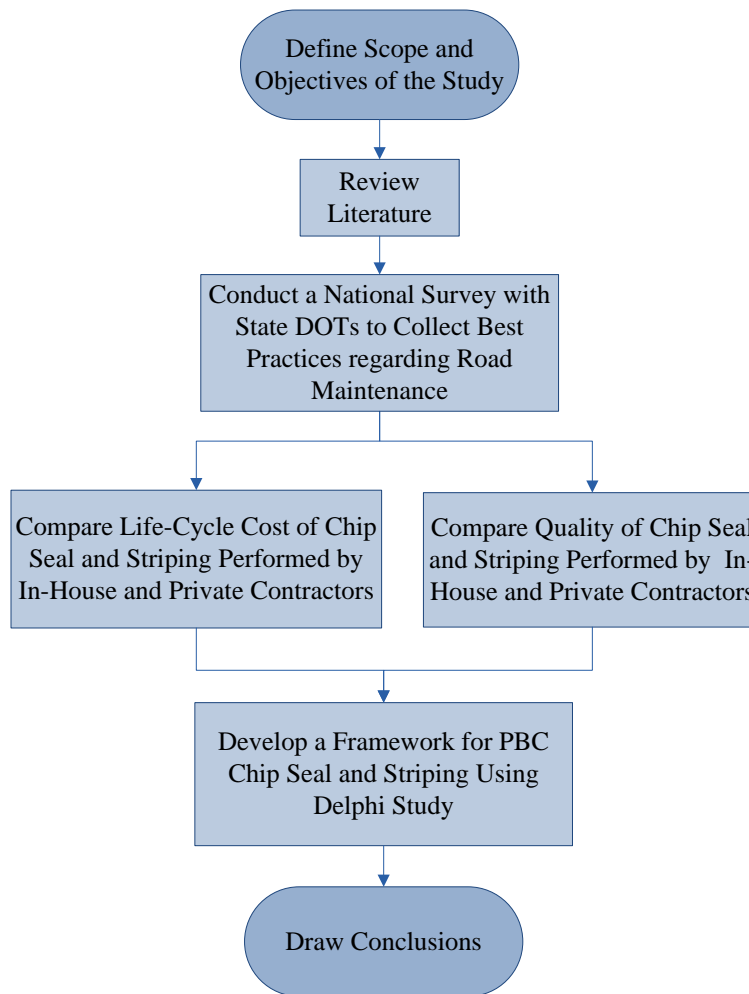 Define Scope and
Objectives of the Study
Review
Literature
Conduct a National Survey with
State DOTs to Collect Best
Practices regarding Road
Maintenance
Compare Life-Cycle Cost of Chip
Seal and Striping Performed by
In-House and Private Contractors
Compare Quality of Chip Seal
and Striping Performed by In-
House and Private Contractors
Develop a Framework for PBC
Chip Seal and Striping Using
Delphi Study
Draw Conclusions